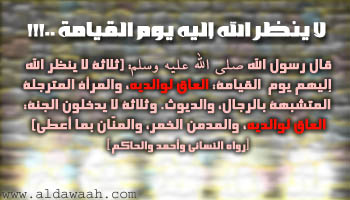 لا ينظر الله إليه يوم القيامة ..!!!
قال رسول الله صلى الله عليه وسلم: (ثلاثة لا ينظر الله
إليهم يوم القيامة: العاق لوالديه، والمرأة المترجلة
المتشبهة بالرجال، والديوث. وثلاثة لا يدخلون الجنة:
العاق لوالديه، والمدمن الخمر، والمنّان بما أعطى)
[رواه النسائي وأحمد والحاكم]
www.aldawaah.com